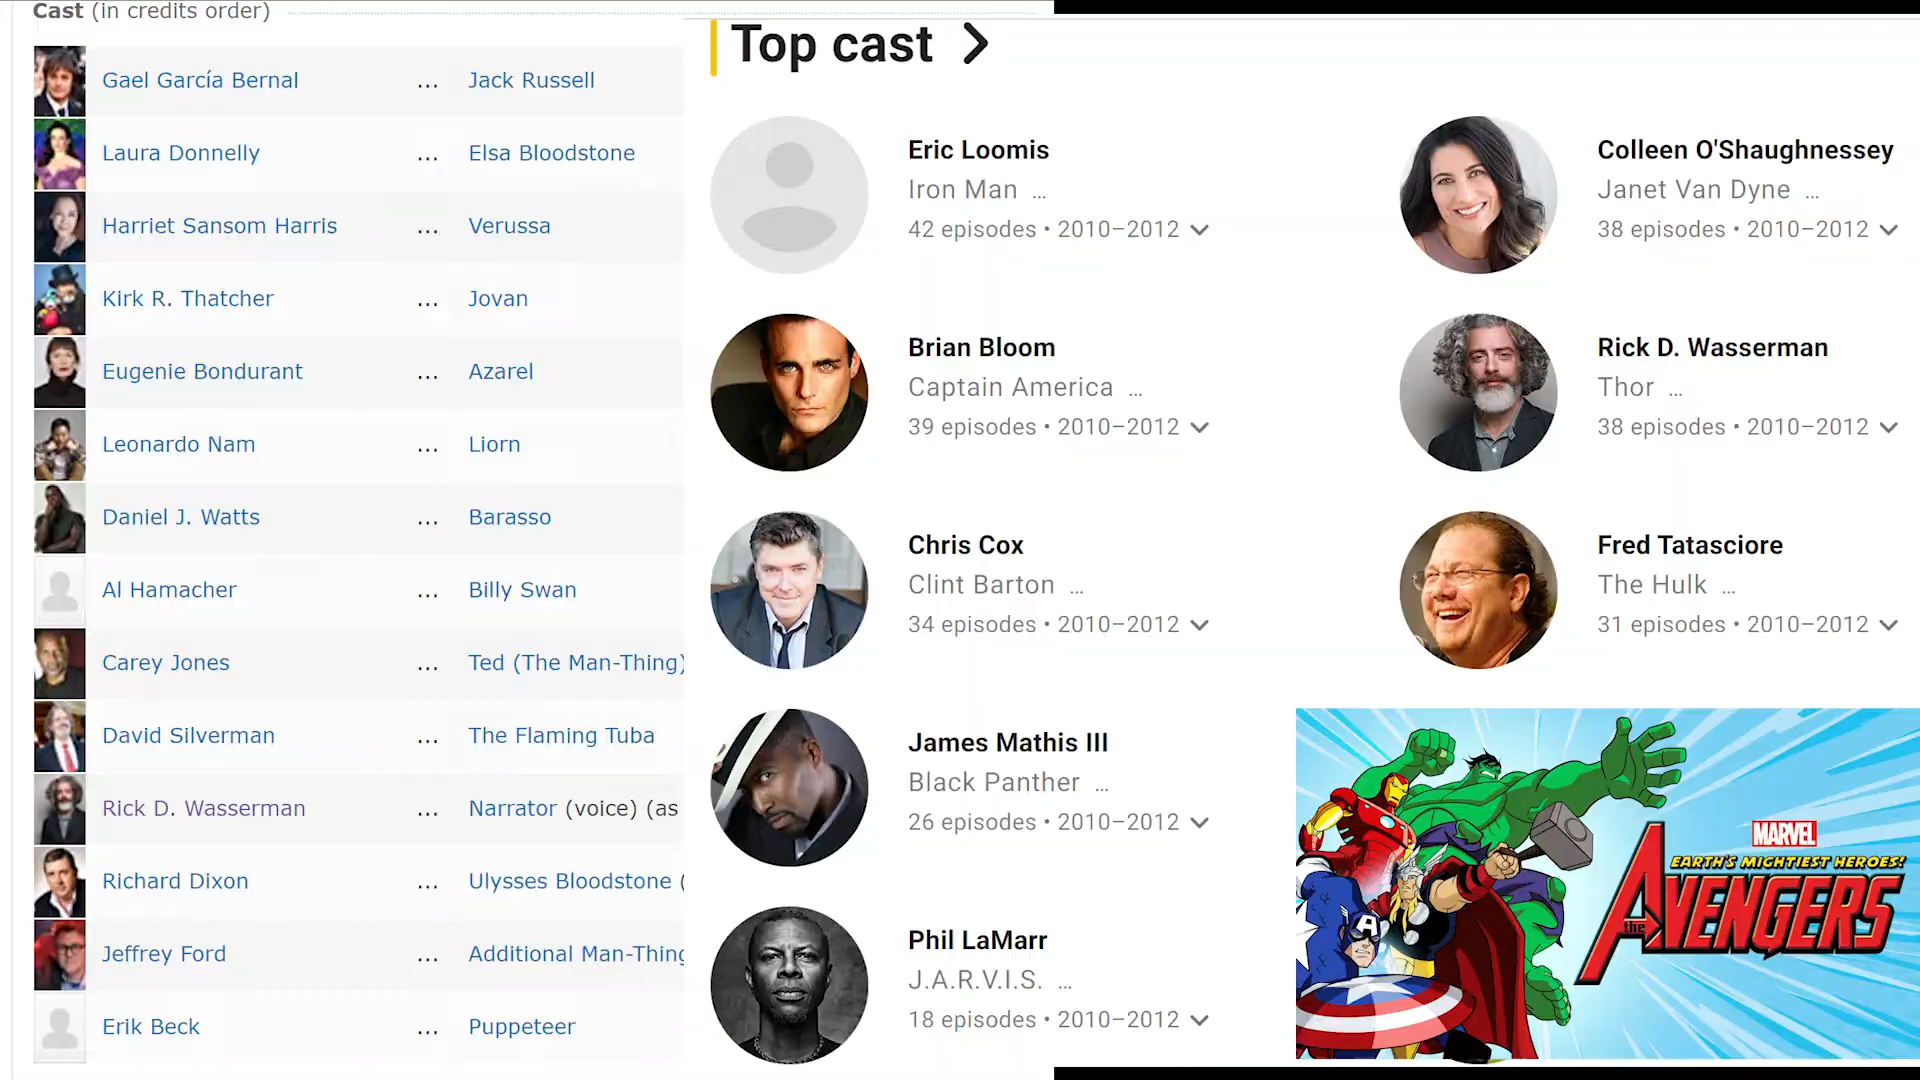 Cast (in credits order)
Gael García Bernal ... Jack Russell
Laura Donnelly ... Elsa Bloodstone
Harriet Sansom Harris ... Verussa
Kirk R. Thatcher ... Jovan
Eugenie Bondurant ... Azarel
Leonardo Nam ... Liorn
Daniel J. Watts ... Barasso
Al Hamacher ... Billy Swan
Carey Jones ... Ted (The Man-Thing)
David Silverman ... The Flaming Tuba
Rick D. Wasserman ... Narrator (voice) (as
Richard Dixon ... Ulysses Bloodstone (
Jeffrey Ford ... Additional Man-Thing
Erik Beck ... Puppeteer
Top cast
Eric Loomis
Iron Man ...
42 episodes • 2010–2012
Colleen O'Shaughnessey
Janet Van Dyne ...
38 episodes • 2010–2012
Brian Bloom
Captain America ...
39 episodes • 2010–2012
Rick D. Wasserman
Thor ...
38 episodes • 2010–2012
Chris Cox
Clint Barton ...
34 episodes • 2010–2012
Fred Tatasciore
The Hulk ...
31 episodes • 2010–2012
James Mathis III
Black Panther ...
26 episodes • 2010–2012
Phil LaMarr
J.A.R.V.I.S. ...
18 episodes • 2010–2012
MARVEL
EARTH'S MIGHTIEST HEROES!
the AVENGERS
A